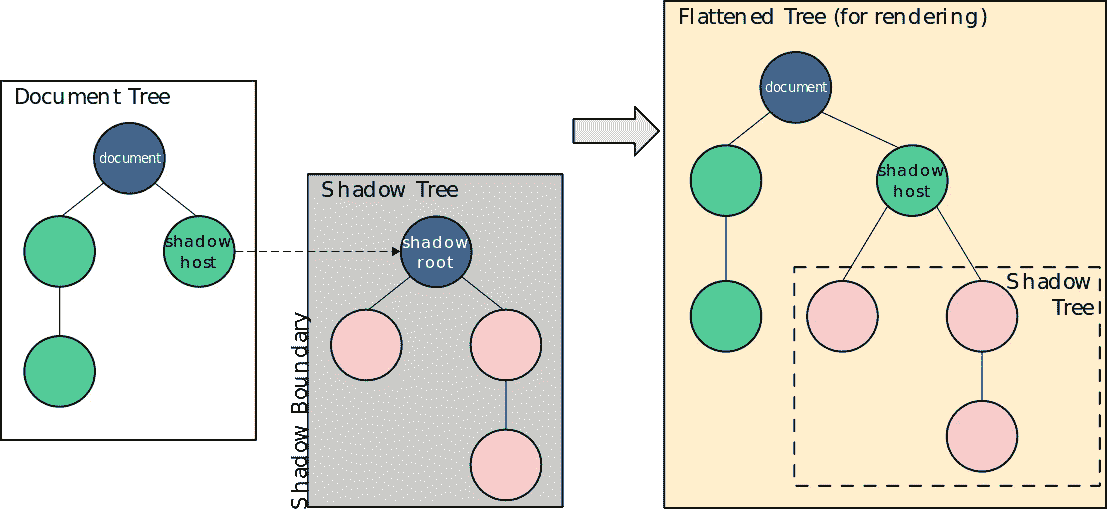 Document Tree
document
shadow
host
Shadow Tree
shadow
root
Shadow Boundary
Flattened Tree (for rendering)
document
shadow
host
Shadow
Tree